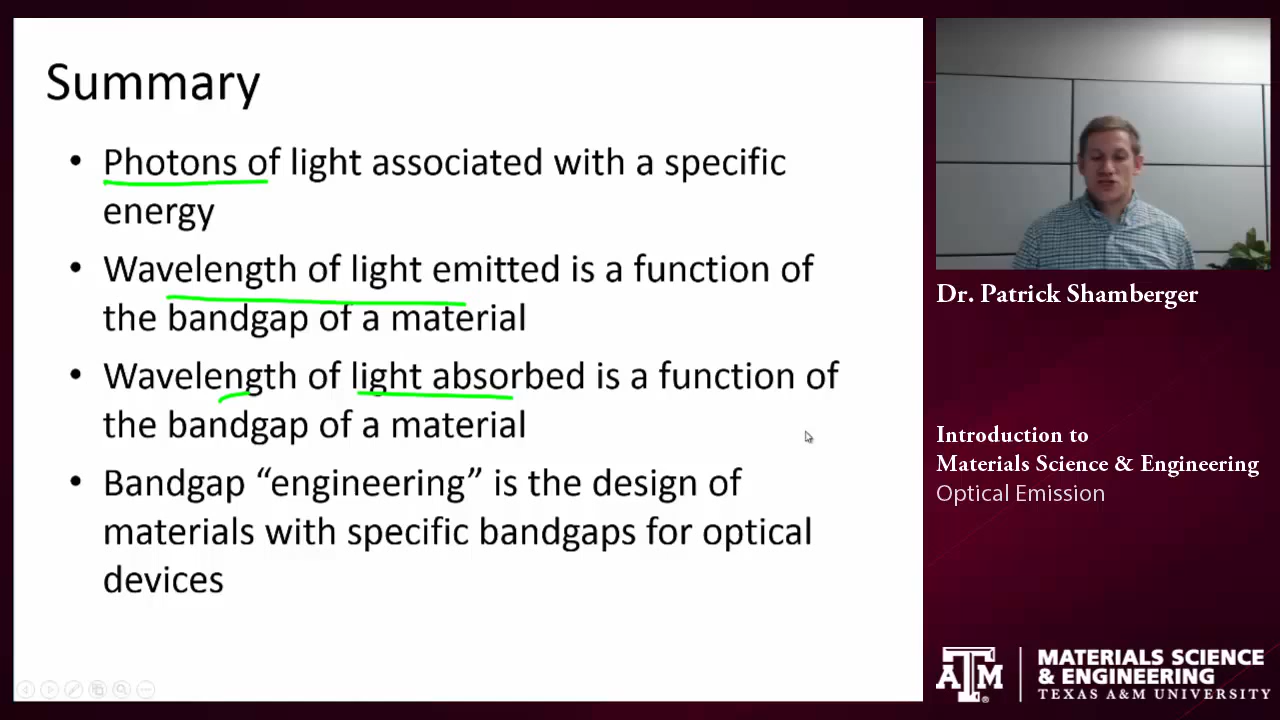 Summary
• Photons of light associated with a specific
energy
• Wavelength of light emitted is a function of
the bandgap of a material
• Wavelength of light absorbed is a function of
the bandgap of a material
• Bandgap “engineering” is the design of
materials with specific bandgaps for optical
devices
Dr. Patrick Shamberger
Introduction to
Materials Science & Engineering
Optical Emission
ATM
MATERIALS SCIENCE
& ENGINEERING
TEXAS A&M UNIVERSITY